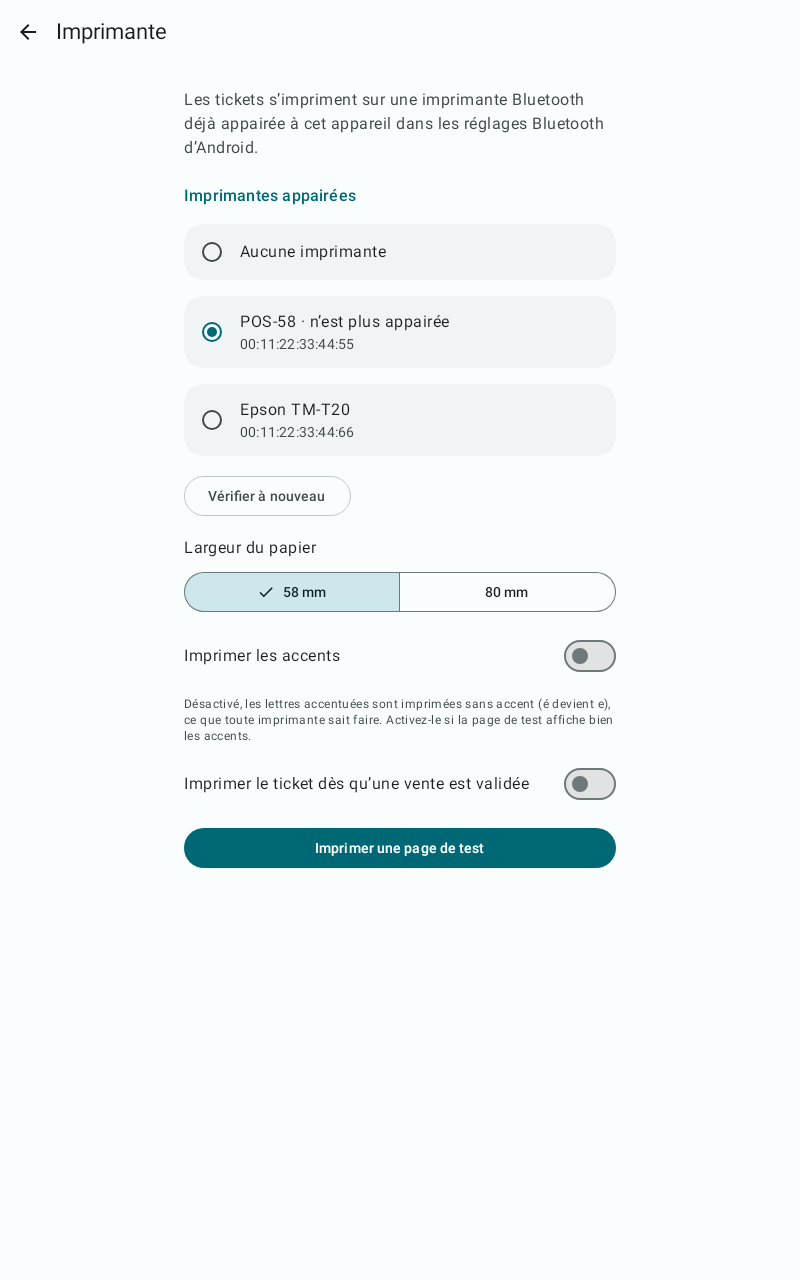 Imprimante
Les tickets s’impriment sur une imprimante Bluetooth
déjà appairée à cet appareil dans les réglages Bluetooth
d’Android.
Imprimantes appairées
Aucune imprimante
POS-58 · n’est plus appairée
00:11:22:33:44:55
Epson TM-T20
00:11:22:33:44:66
Vérifier à nouveau
Largeur du papier
58 mm
80 mm
Imprimer les accents
Désactivé, les lettres accentuées sont imprimées sans accent (é devient e),
ce que toute imprimante sait faire. Activez-le si la page de test affiche bien
les accents.
Imprimer le ticket dès qu’une vente est validée
Imprimer une page de test